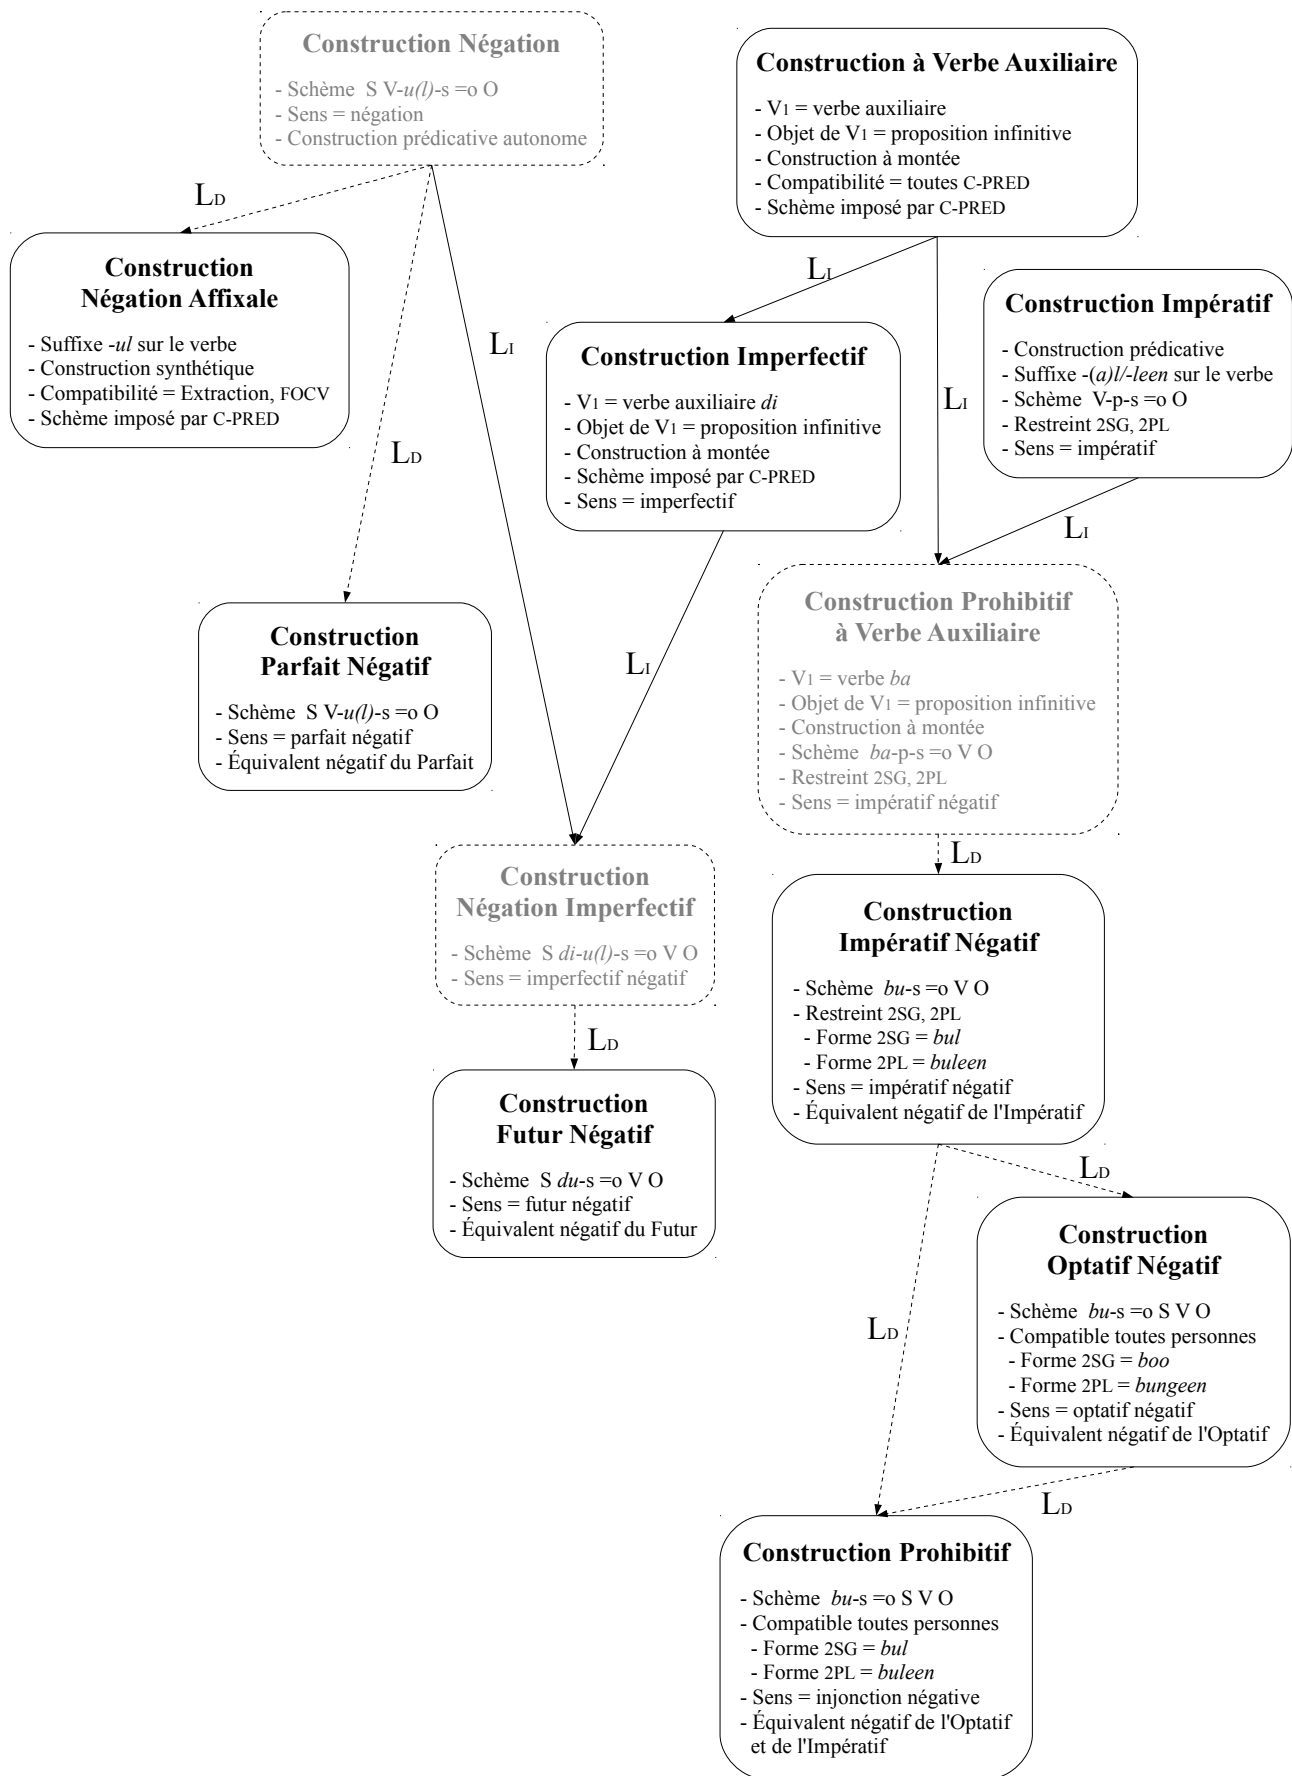 Construction Négation
- Schème S V-u(l)-s =o O
- Sens = négation
- Construction prédicative autonome
Construction à Verbe Auxiliaire
- V1 = verbe auxiliaire
- Objet de V1 = proposition infinitive
- Construction à montée
- Compatibilité = toutes C-PRED
- Schème imposé par C-PRED
LD
Construction
Négation Affixale
- Suffixe -ul sur le verbe
- Construction synthétique
- Compatibilité = Extraction, FOCV
- Schème imposé par C-PRED
LI
Construction Impératif
- Construction prédicative
- Suffixe -(a)l/-leen sur le verbe
- Schème V-p-s =o O
- Restreint 2SG, 2PL
- Sens = impératif
LI
Construction Imperfectif
- V1 = verbe auxiliaire di
- Objet de V1 = proposition infinitive
- Construction à montée
- Schème imposé par C-PRED
- Sens = imperfectif
LI
LD
LI
Construction
Parfait Négatif
- Schème S V-u(l)-s =o O
- Sens = parfait négatif
- Équivalent négatif du Parfait
LI
Construction Prohibitif
à Verbe Auxiliaire
- V1 = verbe ba
- Objet de V1 = proposition infinitive
- Construction à montée
- Schème ba-p-s =o V O
- Restreint 2SG, 2PL
- Sens = impératif négatif
Construction
Négation Imperfectif
- Schème S di-u(l)-s =o V O
- Sens = imperfectif négatif
LD
Construction
Impératif Négatif
- Schème bu-s =o V O
- Restreint 2SG, 2PL
- Forme 2SG = bul
- Forme 2PL = buleen
- Sens = impératif négatif
- Équivalent négatif de l'Impératif
LD
Construction
Futur Négatif
- Schème S du-s =o V O
- Sens = futur négatif
- Équivalent négatif du Futur
LD
Construction
Optatif Négatif
- Schème bu-s =o S V O
- Compatible toutes personnes
- Forme 2SG = boo
- Forme 2PL = bungeen
- Sens = optatif négatif
- Équivalent négatif de l'Optatif
LD
LD
Construction Prohibitif
- Schème bu-s =o S V O
- Compatible toutes personnes
- Forme 2SG = bul
- Forme 2PL = buleen
- Sens = injonction négative
- Équivalent négatif de l'Optatif
et de l'Impératif